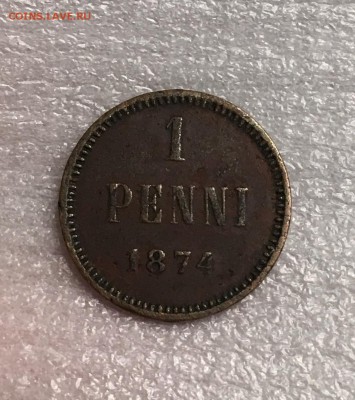 COINS.LAVE.RU
1
PENNI
1874